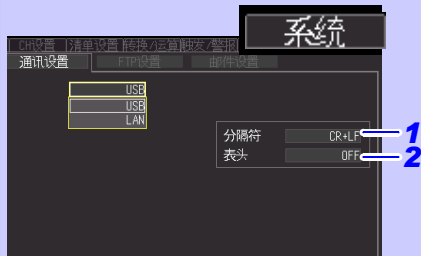 系统
CH设置 清单设置 转换/运算 触发/警报
通讯设置 FTP设置 邮件设置
USB
USB
LAN
分隔符 CR+LF 1
表头 OFF 2